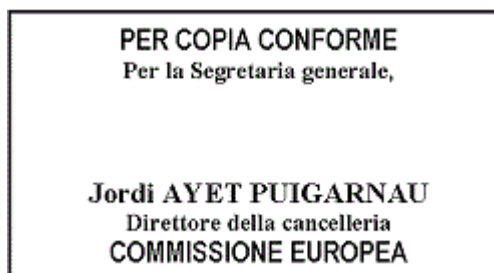 PER COPIA CONFORME
Per la Segretaria generale,
Jordi AYET PUIGARNAU
Direttore della cancelleria
COMMISSIONE EUROPEA